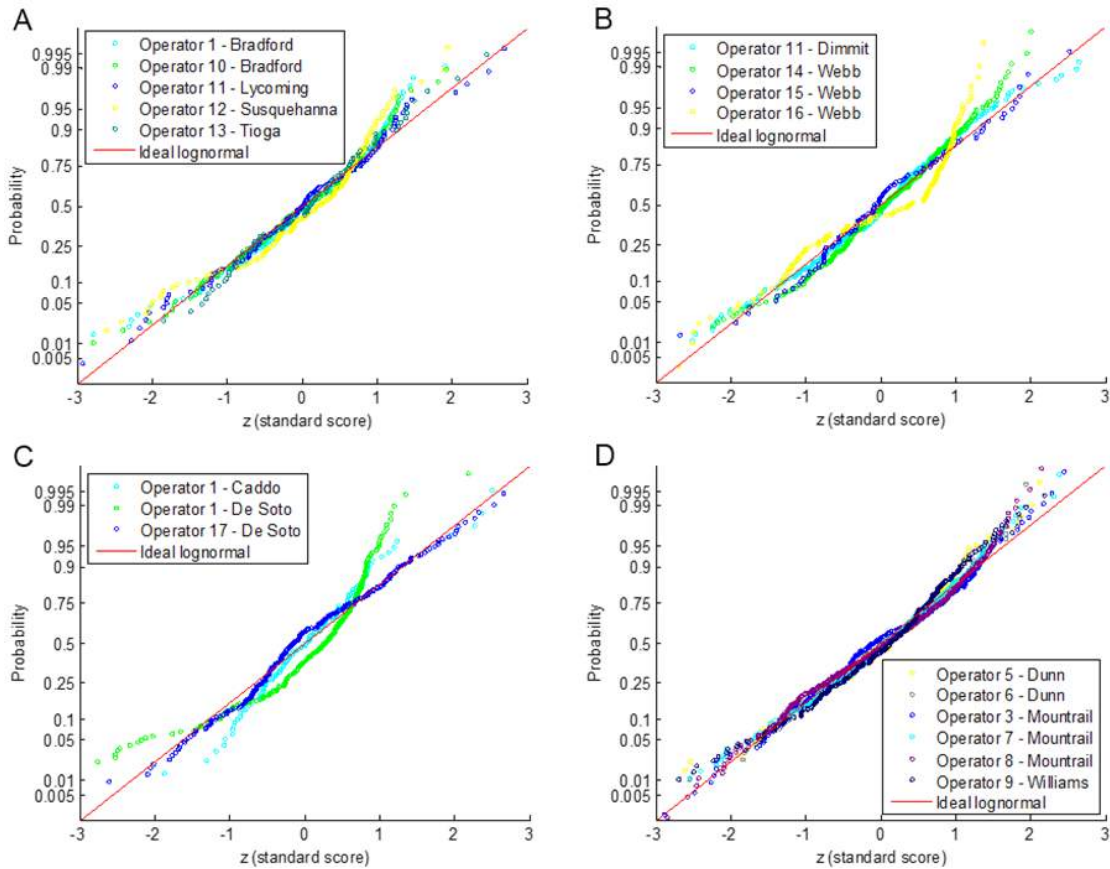 A
Operator 1 - Bradford
Operator 10 - Bradford
Operator 11 - Lycoming
Operator 12 - Susquehanna
Operator 13 - Tioga
Ideal lognormal
0.995
0.99
0.95
0.9
0.75
0.5
0.25
0.1
0.05
0.01
0.005
Probability
-3 -2 -1 0 1 2 3
z (standard score)
B
Operator 11 - Dimmit
Operator 14 - Webb
Operator 15 - Webb
Operator 16 - Webb
Ideal lognormal
0.995
0.99
0.95
0.9
0.75
0.5
0.25
0.1
0.05
0.01
0.005
Probability
-3 -2 -1 0 1 2 3
z (standard score)
C
Operator 1 - Caddo
Operator 1 - De Soto
Operator 17 - De Soto
Ideal lognormal
0.995
0.99
0.95
0.9
0.75
0.5
0.25
0.1
0.05
0.01
0.005
Probability
-3 -2 -1 0 1 2 3
z (standard score)
D
0.995
0.99
0.95
0.9
0.75
0.5
0.25
0.1
0.05
0.01
0.005
Probability
Operator 5 - Dunn
Operator 6 - Dunn
Operator 3 - Mountrail
Operator 7 - Mountrail
Operator 8 - Mountrail
Operator 9 - Williams
Ideal lognormal
-3 -2 -1 0 1 2 3
z (standard score)